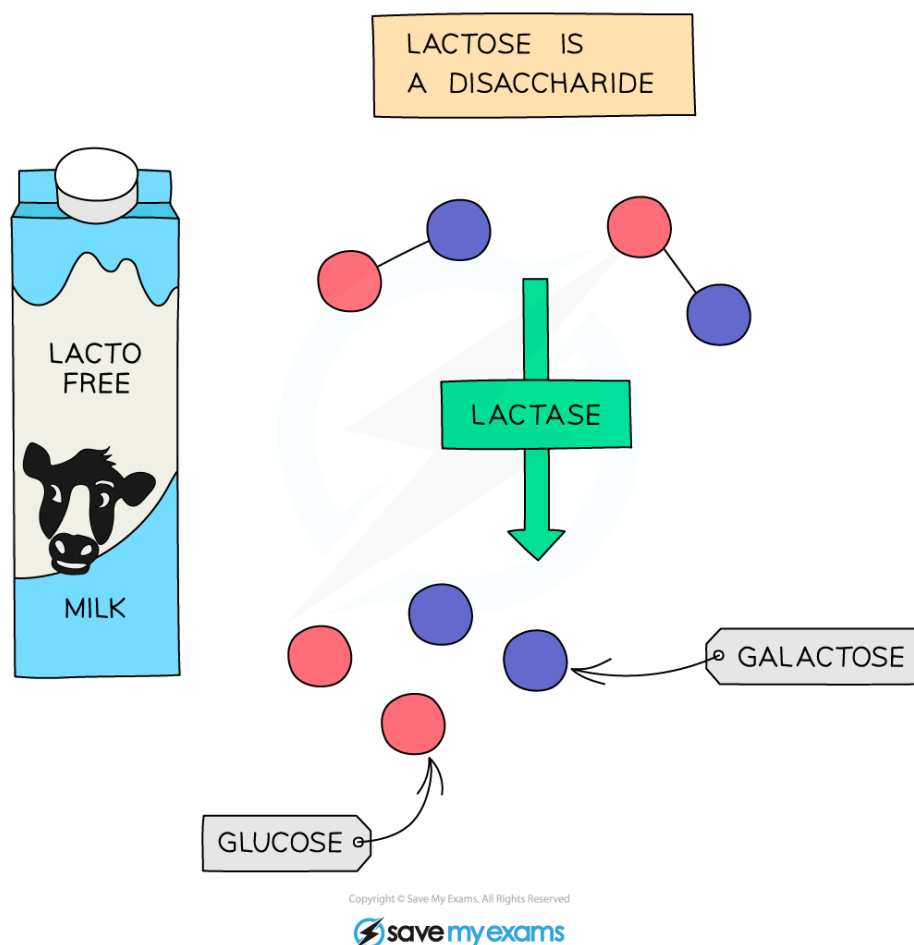 LACTOSE IS
A DISACCHARIDE
LACTO
FREE
MILK
LACTASE
GALACTOSE
GLUCOSE
Copyright © Save My Exams. All Rights Reserved
save my exams